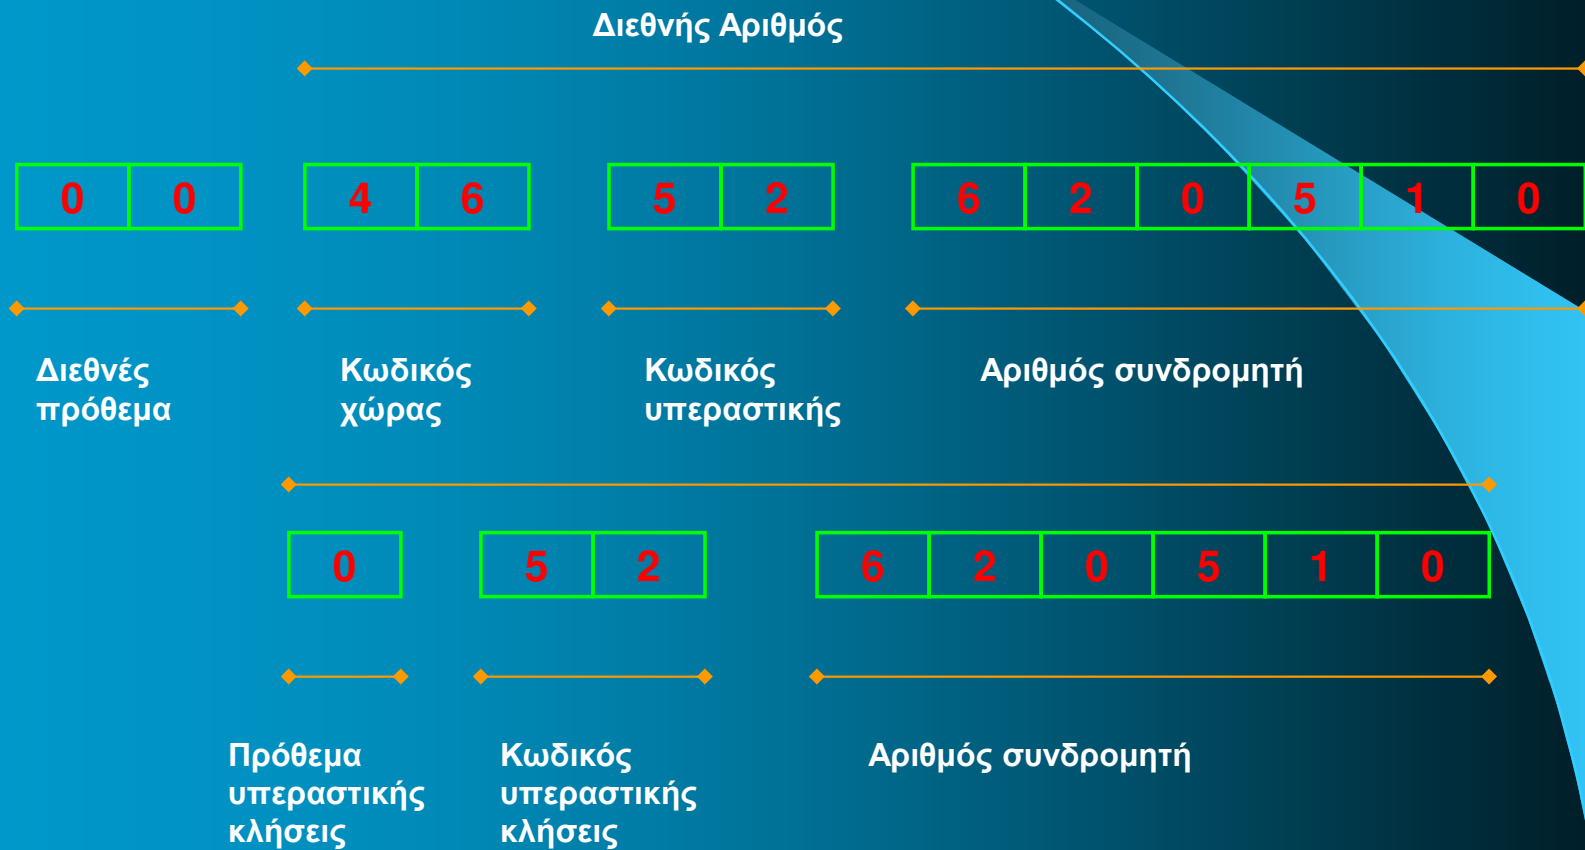 Διεθνής Αριθμός
0 0 4 6 5 2 6 2 0 5 1 0
Διεθνές
πρόθεμα
Κωδικός
χώρας
Κωδικός
υπεραστικής
Αριθμός συνδρομητή
0 5 2 6 2 0 5 1 0
Πρόθεμα
υπεραστικής
κλήσεις
Κωδικός
υπεραστικής
κλήσεις
Αριθμός συνδρομητή